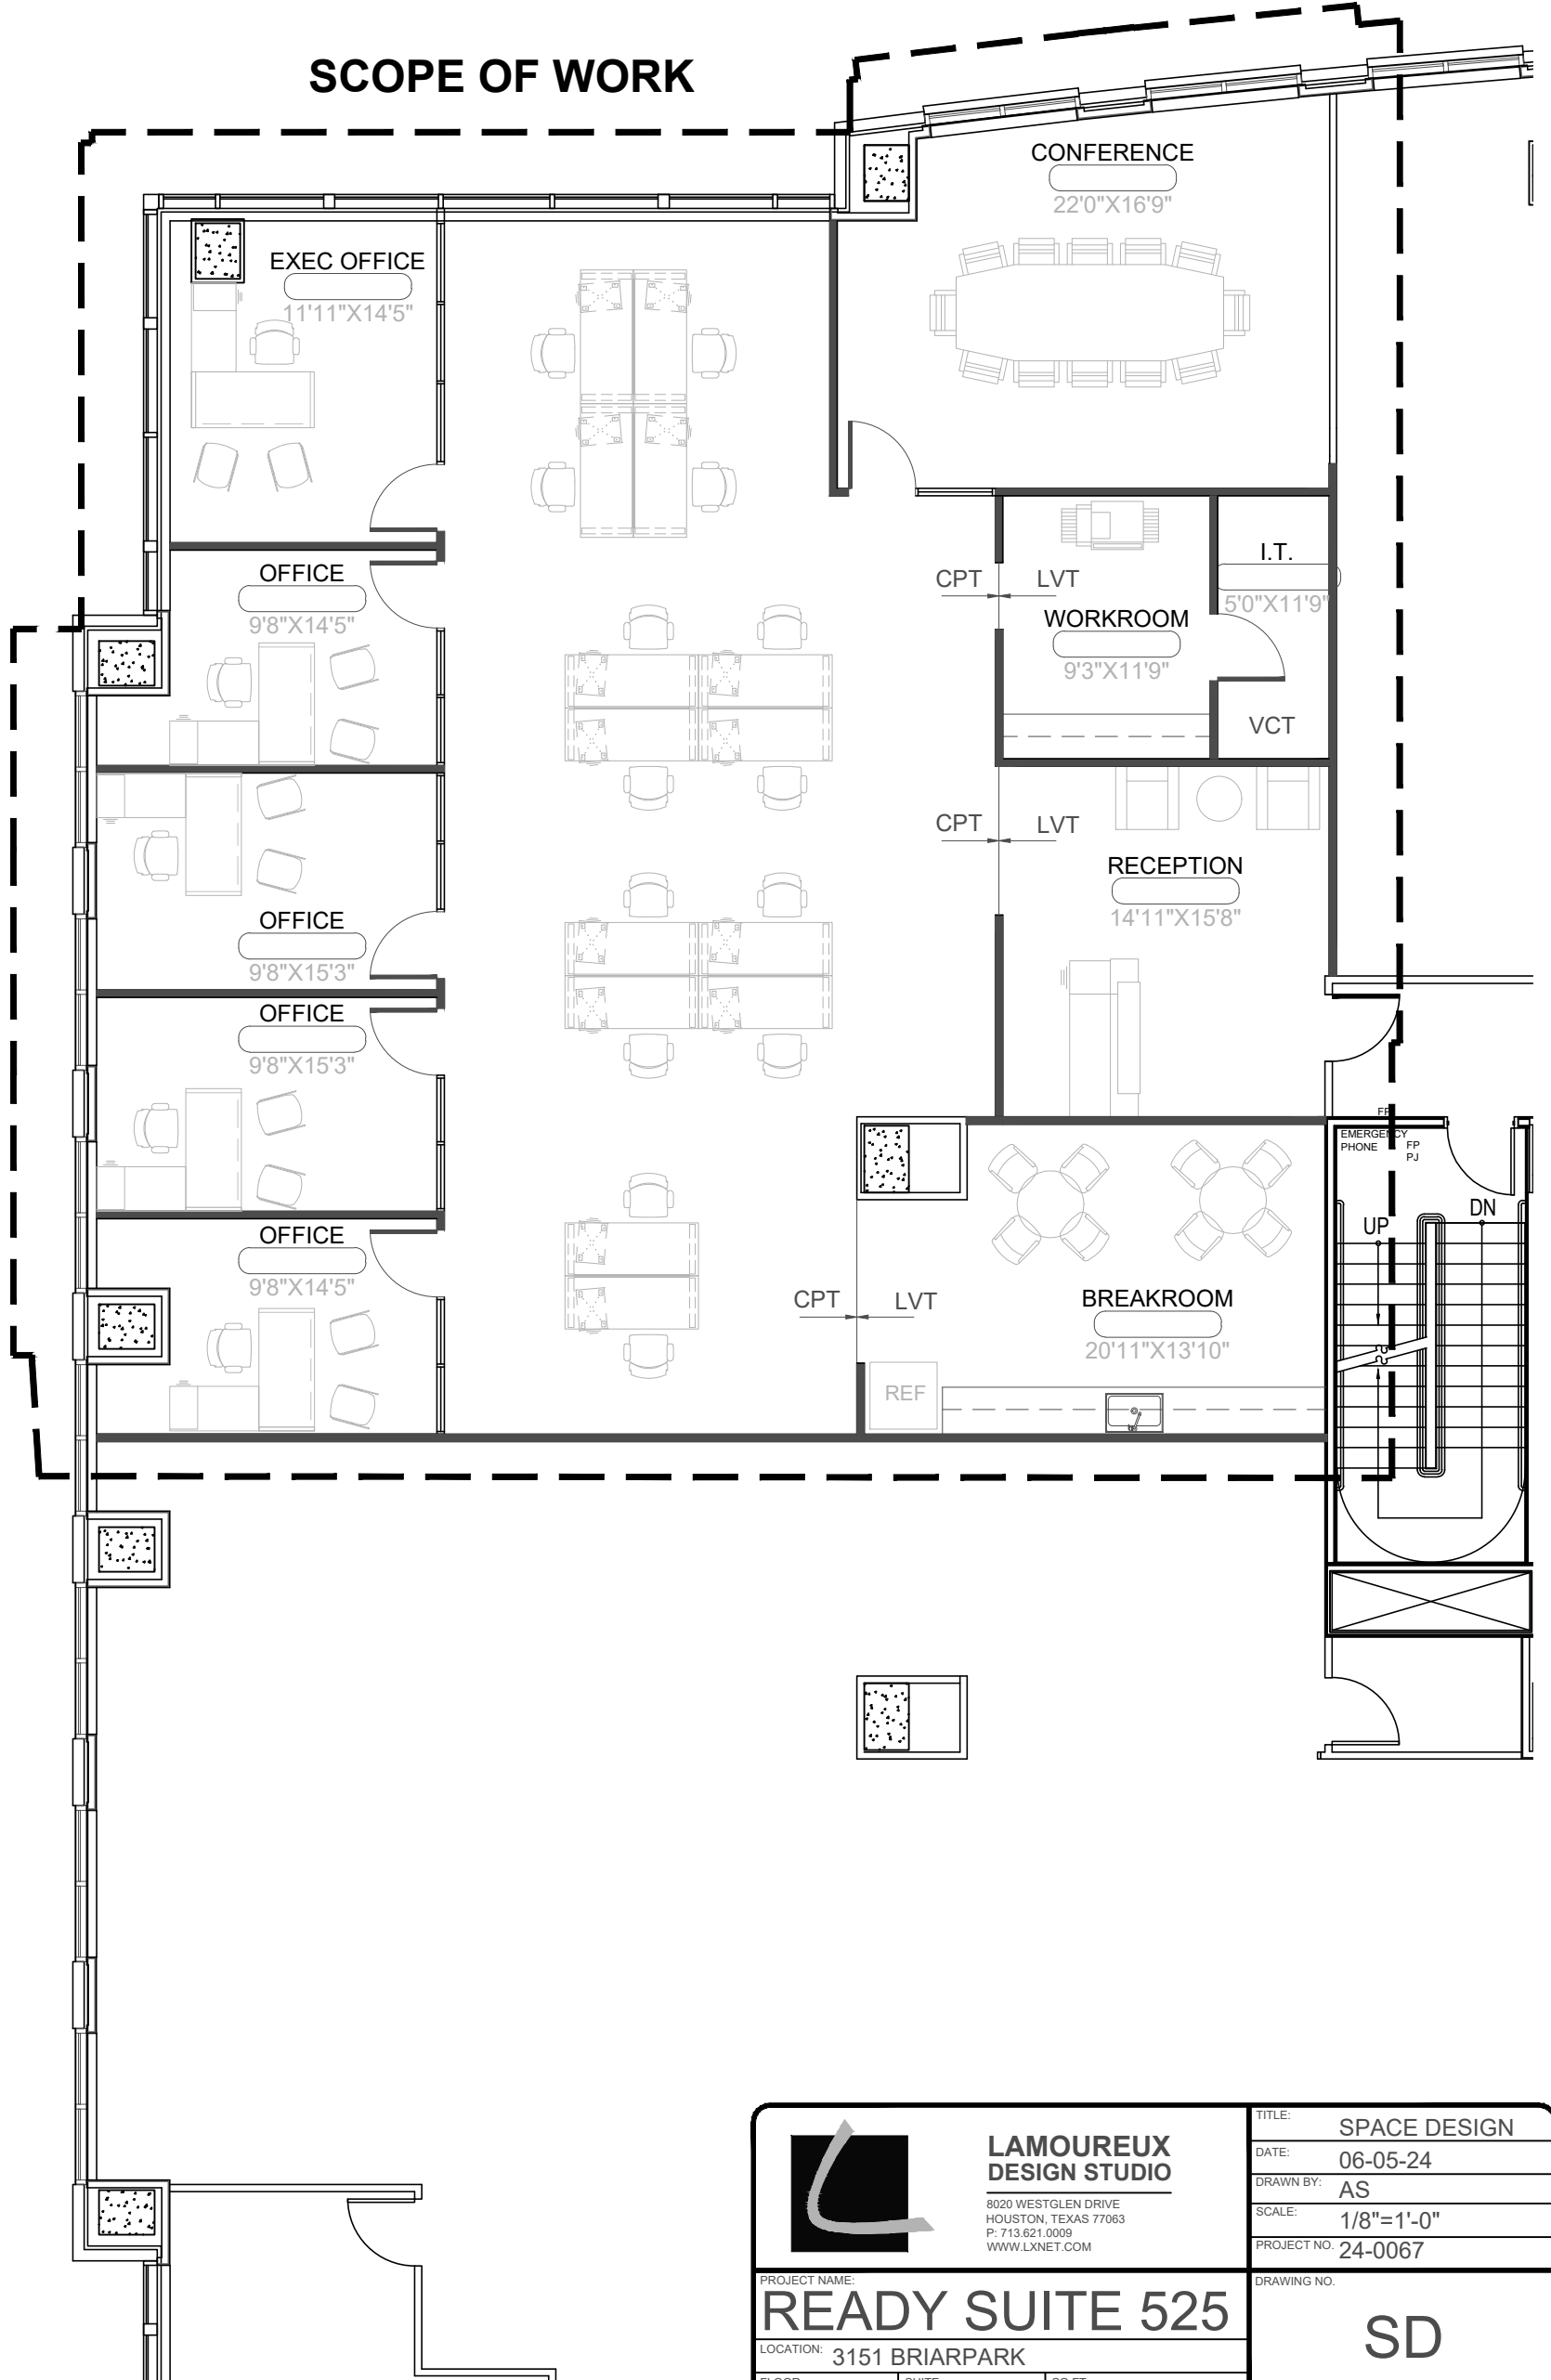 SCOPE OF WORK
CONFERENCE
22'0"X16'9"
EXEC OFFICE
11'11"X14'5"
OFFICE
9'8"X14'5"
CPT
LVT
I.T.
5'0"X11'9"
WORKROOM
9'3"X11'9"
VCT
CPT
LVT
RECEPTION
14'11"X15'8"
OFFICE
9'8"X15'3"
OFFICE
9'8"X15'3"
FP
EMERGENCY
PHONE
FP
PJ
UP
DN
OFFICE
9'8"X14'5"
CPT
LVT
BREAKROOM
20'11"X13'10"
REF
LAMOUREUX
DESIGN STUDIO
8020 WESTGLEN DRIVE
HOUSTON, TEXAS 77063
P: 713.621.0009
WWW.LXNET.COM
TITLE: SPACE DESIGN
DATE: 06-05-24
DRAWN BY: AS
SCALE: 1/8"=1'-0"
PROJECT NO. 24-0067
PROJECT NAME:
READY SUITE 525
DRAWING NO.
SD
LOCATION: 3151 BRIARPARK